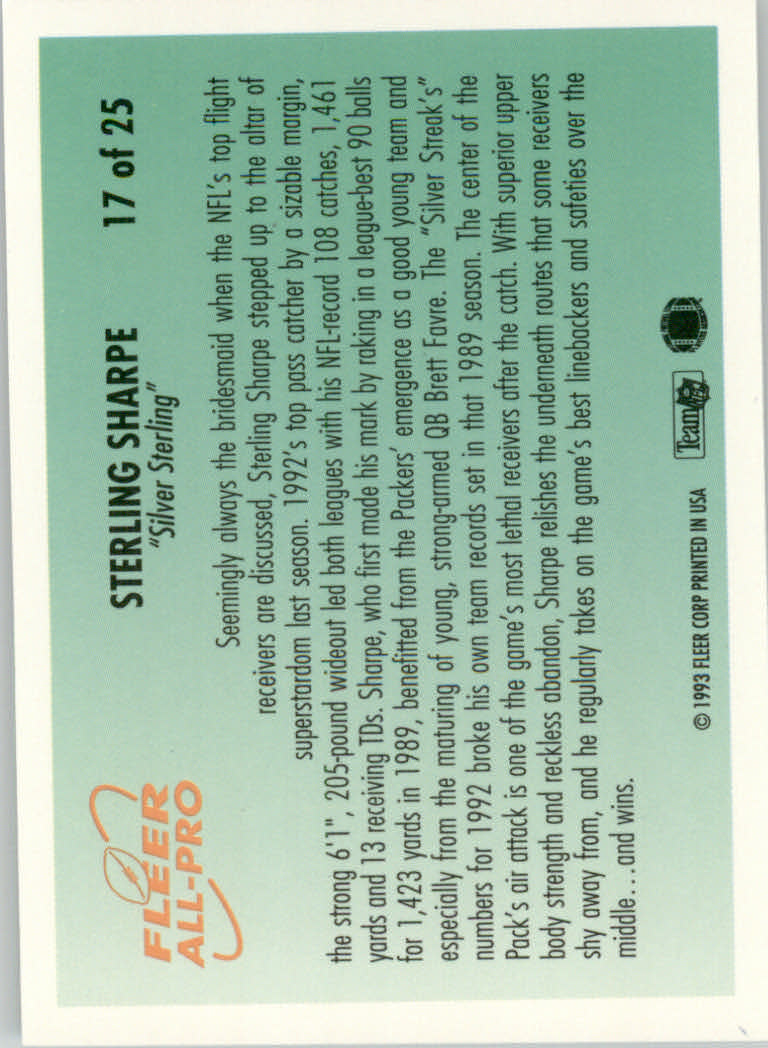 FLEER
ALL-PRO
STERLING SHARPE 17 of 25
"Silver Sterling"
Seemingly always the bridesmaid when the NFL's top flight
receivers are discussed, Sterling Sharpe stepped up to the altar of
superstardom last season. 1992's top pass catcher by a sizable margin,
the strong 6'1", 205-pound wideout led both leagues with his NFL-record 108 catches, 1,461
yards and 13 receiving TDs. Sharpe, who first made his mark by raking in a league-best 90 balls
for 1,423 yards in 1989, benefitted from the Packers' emergence as a good young team and
especially from the maturing of young, strong-armed QB Brett Favre. The "Silver Streak's"
numbers for 1992 broke his own team records set in that 1989 season. The center of the
Pack's air attack is one of the game's most lethal receivers after the catch. With superior upper
body strength and reckless abandon, Sharpe relishes the underneath routes that some receivers
shy away from, and he regularly takes on the game's best linebackers and safeties over the
middle...and wins.
© 1993 FLEER CORP PRINTED IN USA
Team NFL